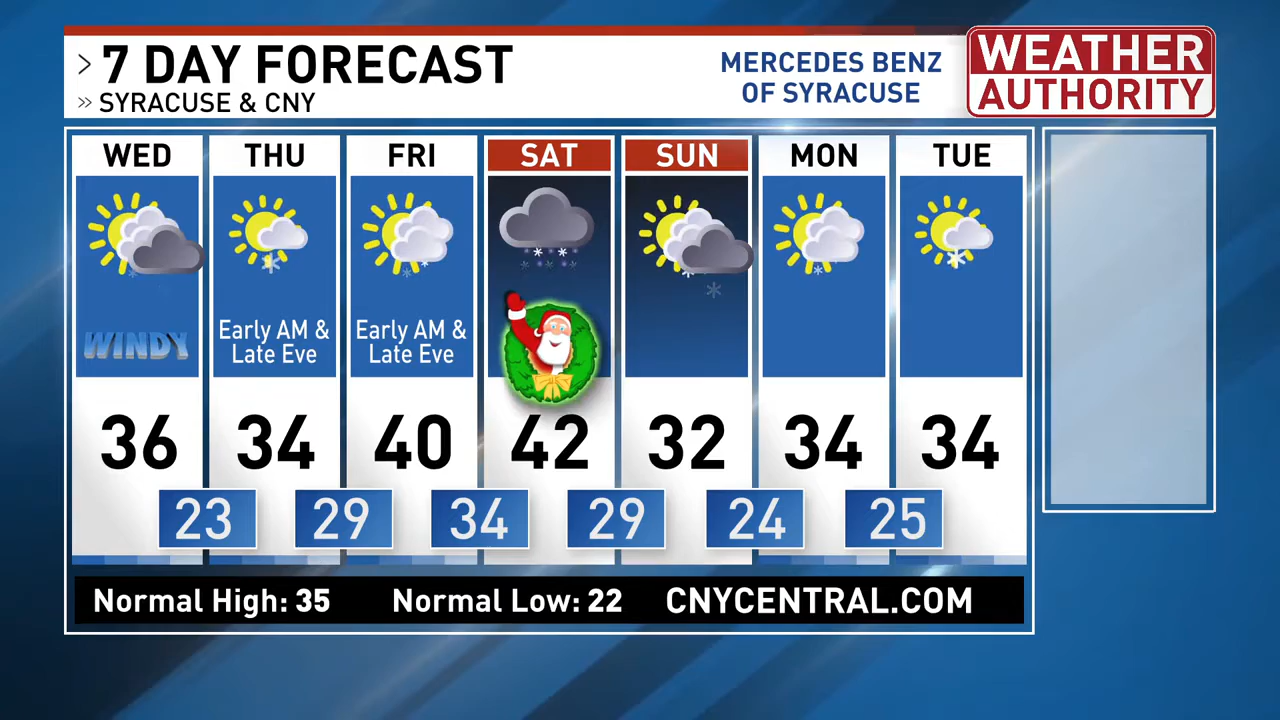 > 7 DAY FORECAST
» SYRACUSE & CNY
MERCEDES BENZ
OF SYRACUSE
WEATHER
AUTHORITY
WED THU FRI SAT SUN MON TUE
WINDY
Early AM &
Late Eve
Early AM &
Late Eve
36 34 40 42 32 34 34
23 29 34 29 24 25
Normal High: 35 Normal Low: 22 CNYCENTRAL.COM